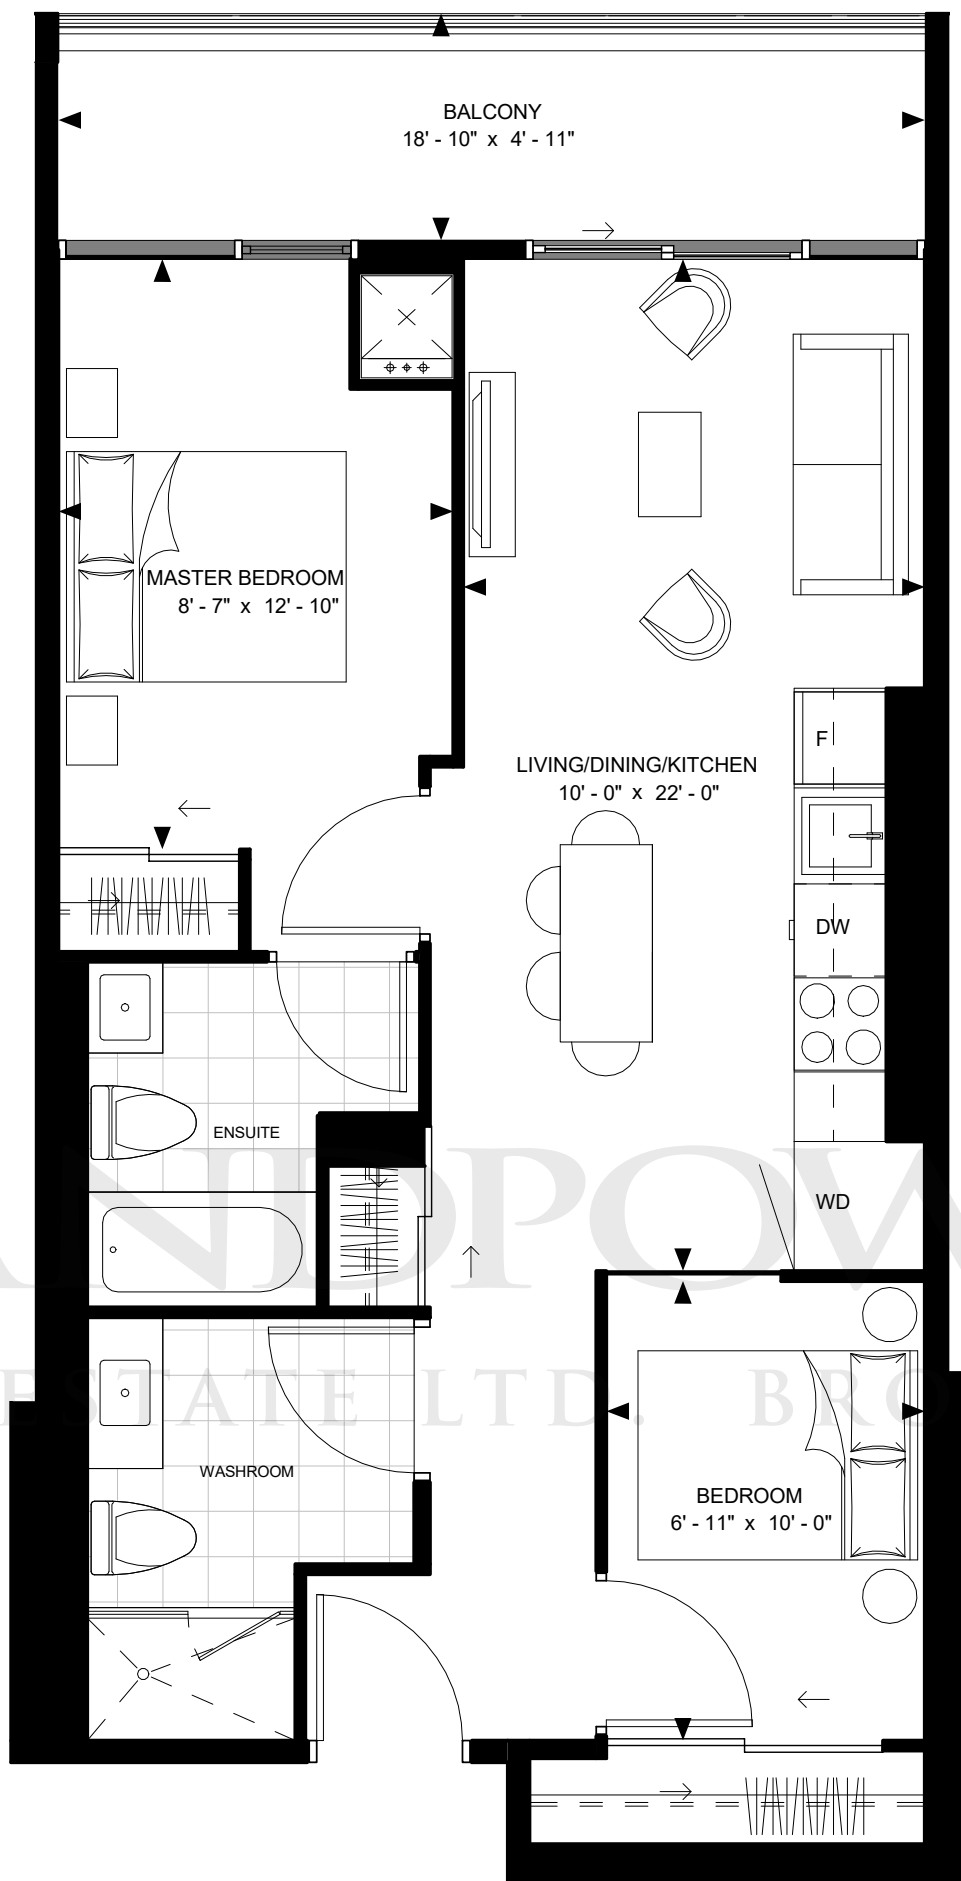 BALCONY
18' - 10" x 4' - 11"
MASTER BEDROOM
8' - 7" x 12' - 10"
F
LIVING/DINING/KITCHEN
10' - 0" x 22' - 0"
DW
ENSUITE
WD
ANDPOW
ESTATE LTD. BRO
WASHROOM
BEDROOM
6' - 11" x 10' - 0"